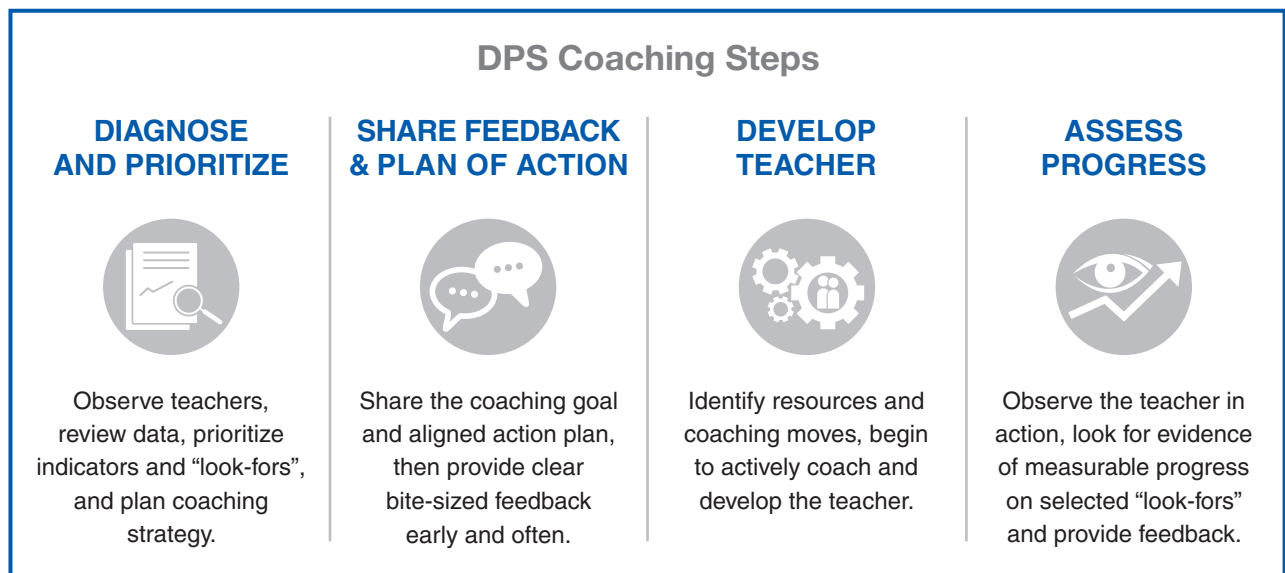 DPS Coaching Steps
DIAGNOSE
AND PRIORITIZE
Observe teachers,
review data, prioritize
indicators and “look-fors”,
and plan coaching
strategy.
SHARE FEEDBACK
& PLAN OF ACTION
Share the coaching goal
and aligned action plan,
then provide clear
bite-sized feedback
early and often.
DEVELOP
TEACHER
Identify resources and
coaching moves, begin
to actively coach and
develop the teacher.
ASSESS
PROGRESS
Observe the teacher in
action, look for evidence
of measurable progress
on selected “look-fors”
and provide feedback.